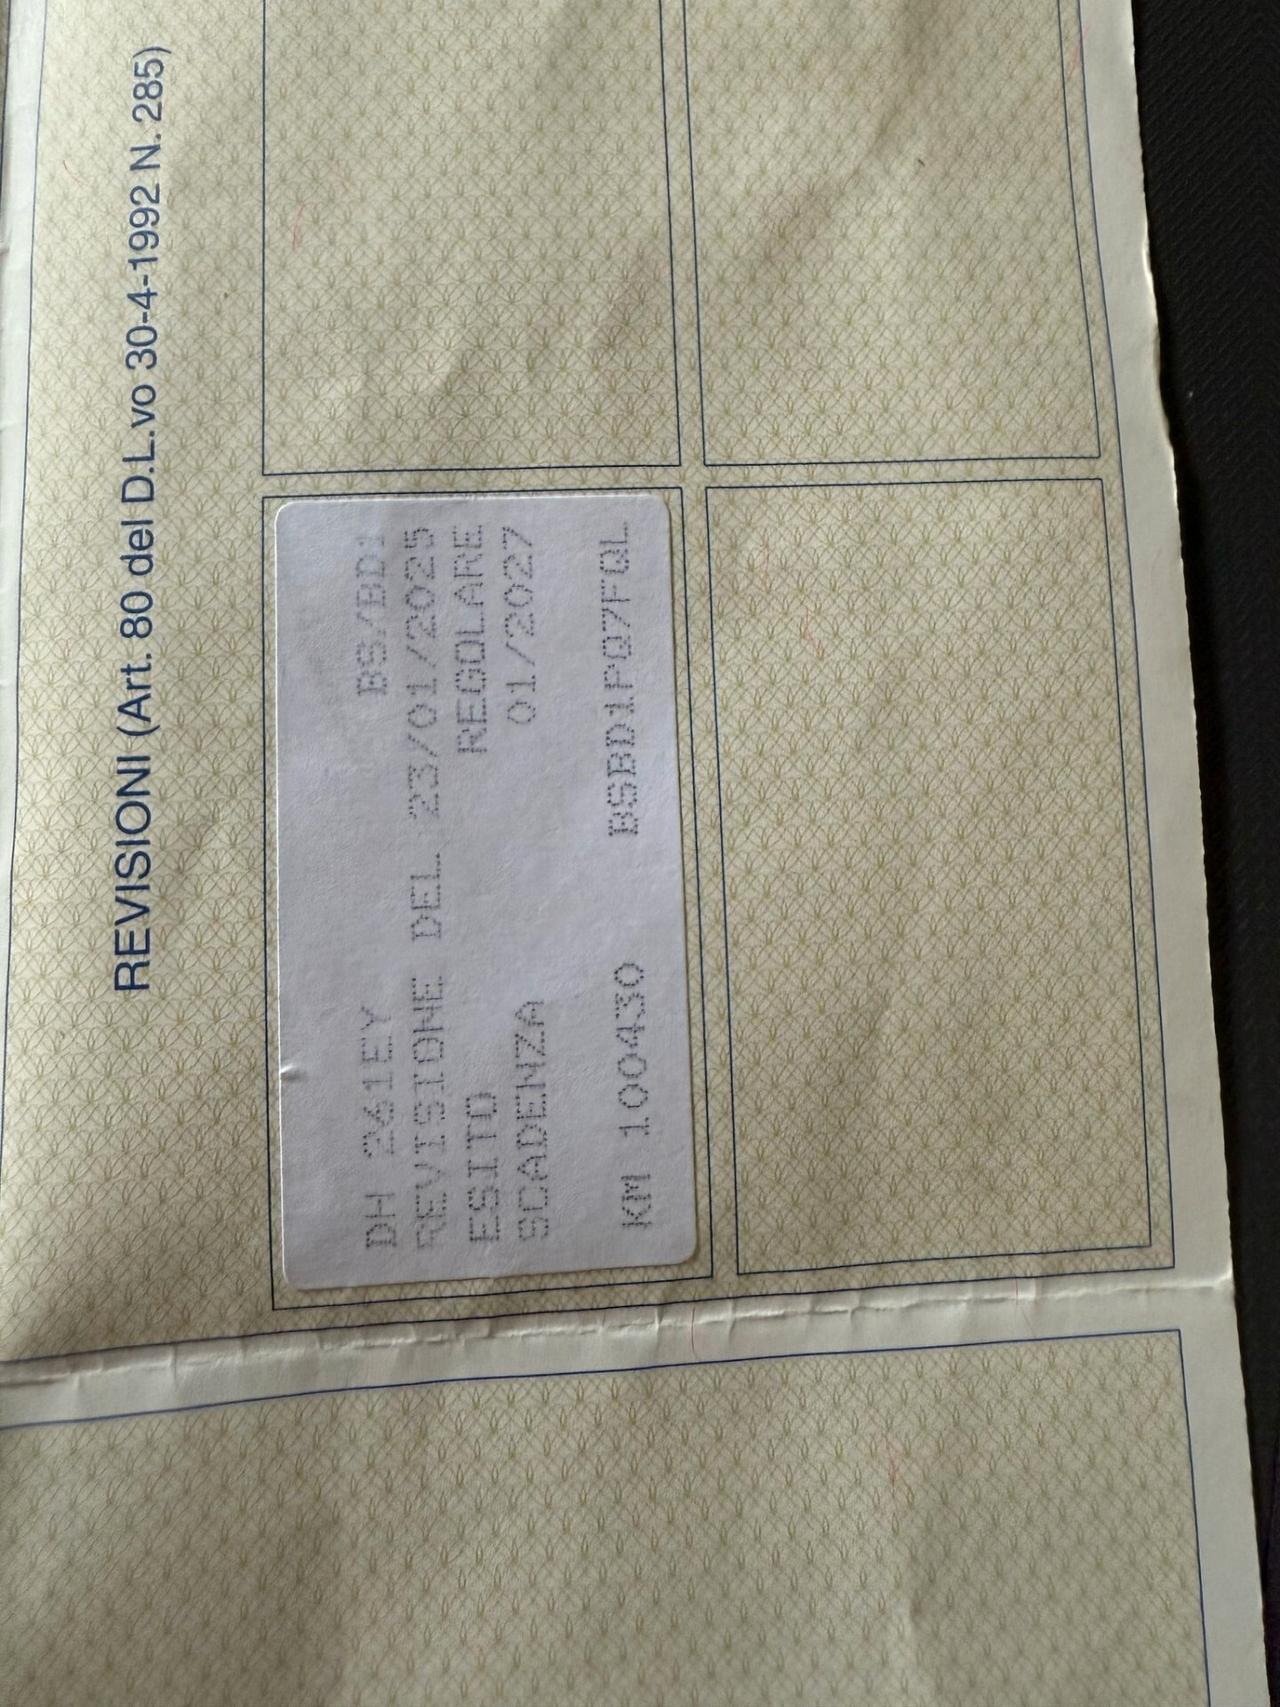 REVISIONI (Art. 80 del D.L.vo 30-4-1992 N. 285)
DH 261EY BS/BD1
REVISIONE DEL 23/01/2025
ESITO REGOLARE
SCADENZA 01/2027
KM 100430 BSBD1PQ7FQL